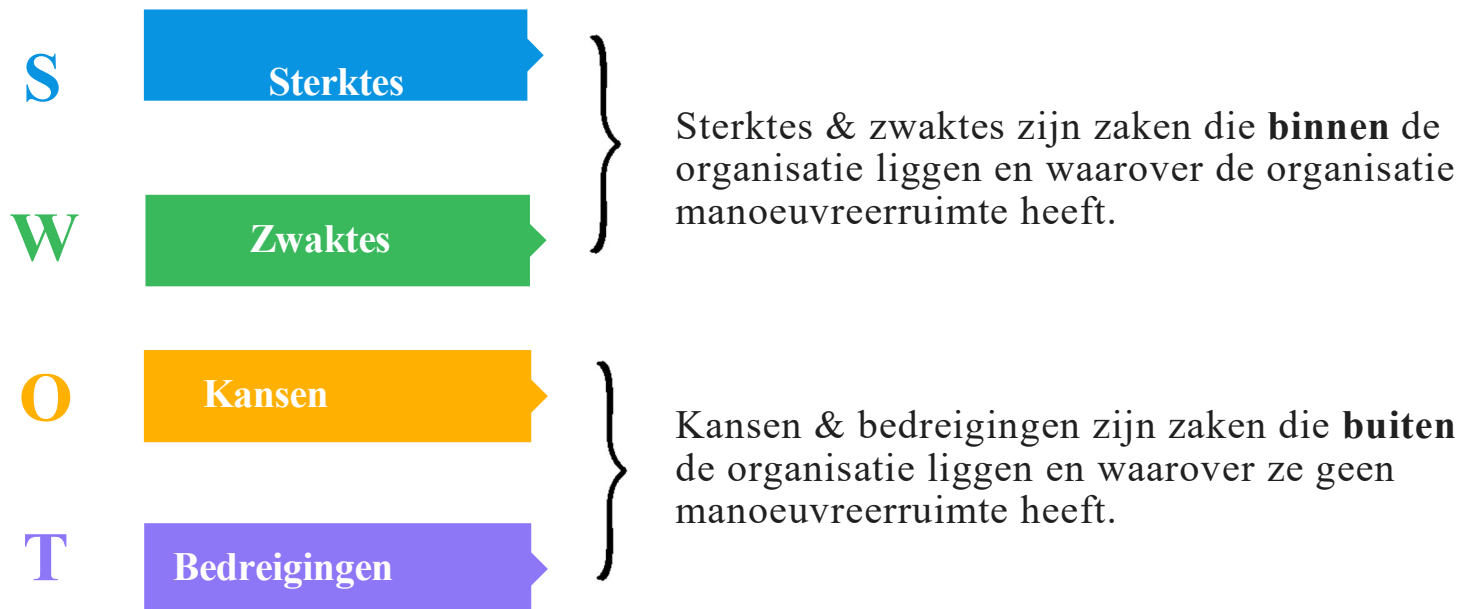 S
Sterktes
W
Zwaktes
Sterktes & zwaktes zijn zaken die binnen de
organisatie liggen en waarover de organisatie
manoeuvreerruimte heeft.
O
Kansen
T
Bedreigingen
Kansen & bedreigingen zijn zaken die buiten
de organisatie liggen en waarover ze geen
manoeuvreerruimte heeft.